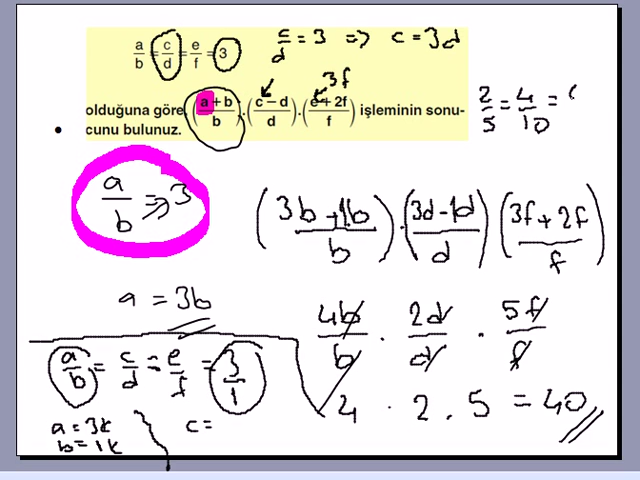 a/b = c/d = e/f = 3
c/d = 3 => c = 3d
3f
olduğuna göre, (a + b / b) . (c – d / d) . (e + 2f / f) işleminin sonu-
cunu bulunuz.
2/5 = 4/10 =
a/b => 3
a = 3b
(3b + 1b / b) . (3d - 1d / d) (3f + 2f / f)
4b/b . 2d/d . 5f/f
4 . 2 . 5 = 40
a/b = c/d = e/f = 3/1
a = 3k
b = 1k
c =